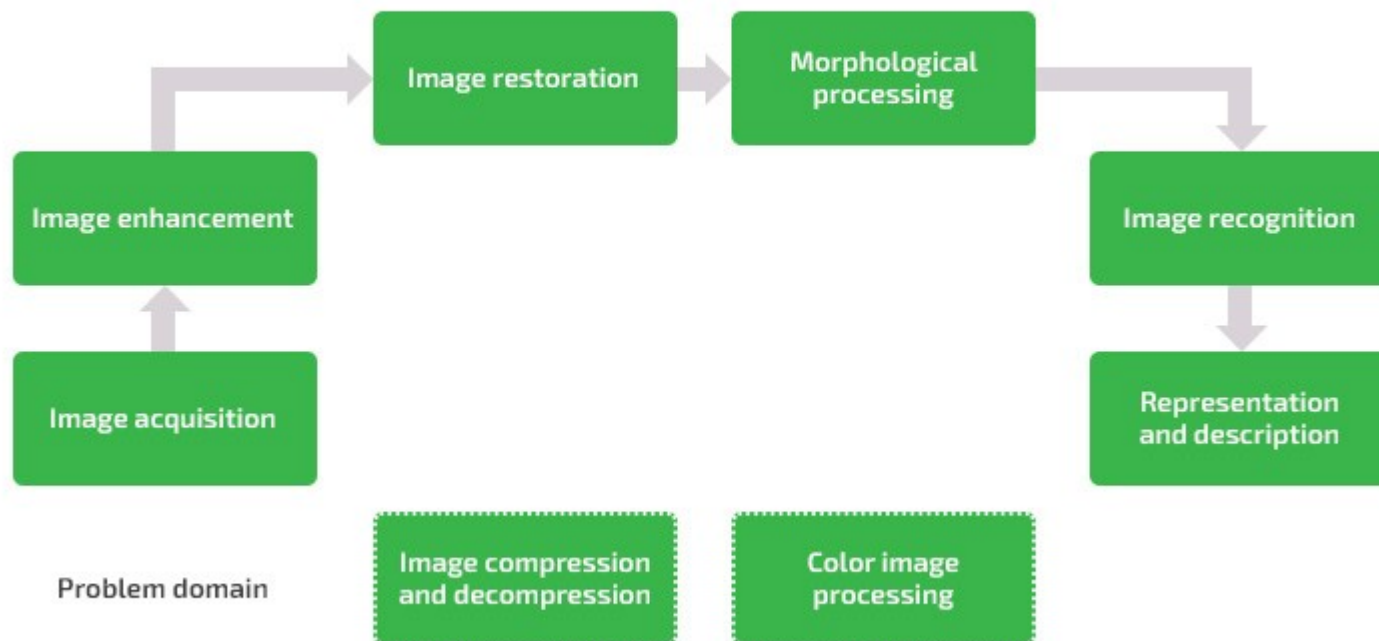 Image restoration
Morphological
processing
Image enhancement
Image recognition
Image acquisition
Representation
and description
Problem domain
Image compression
and decompression
Color image
processing